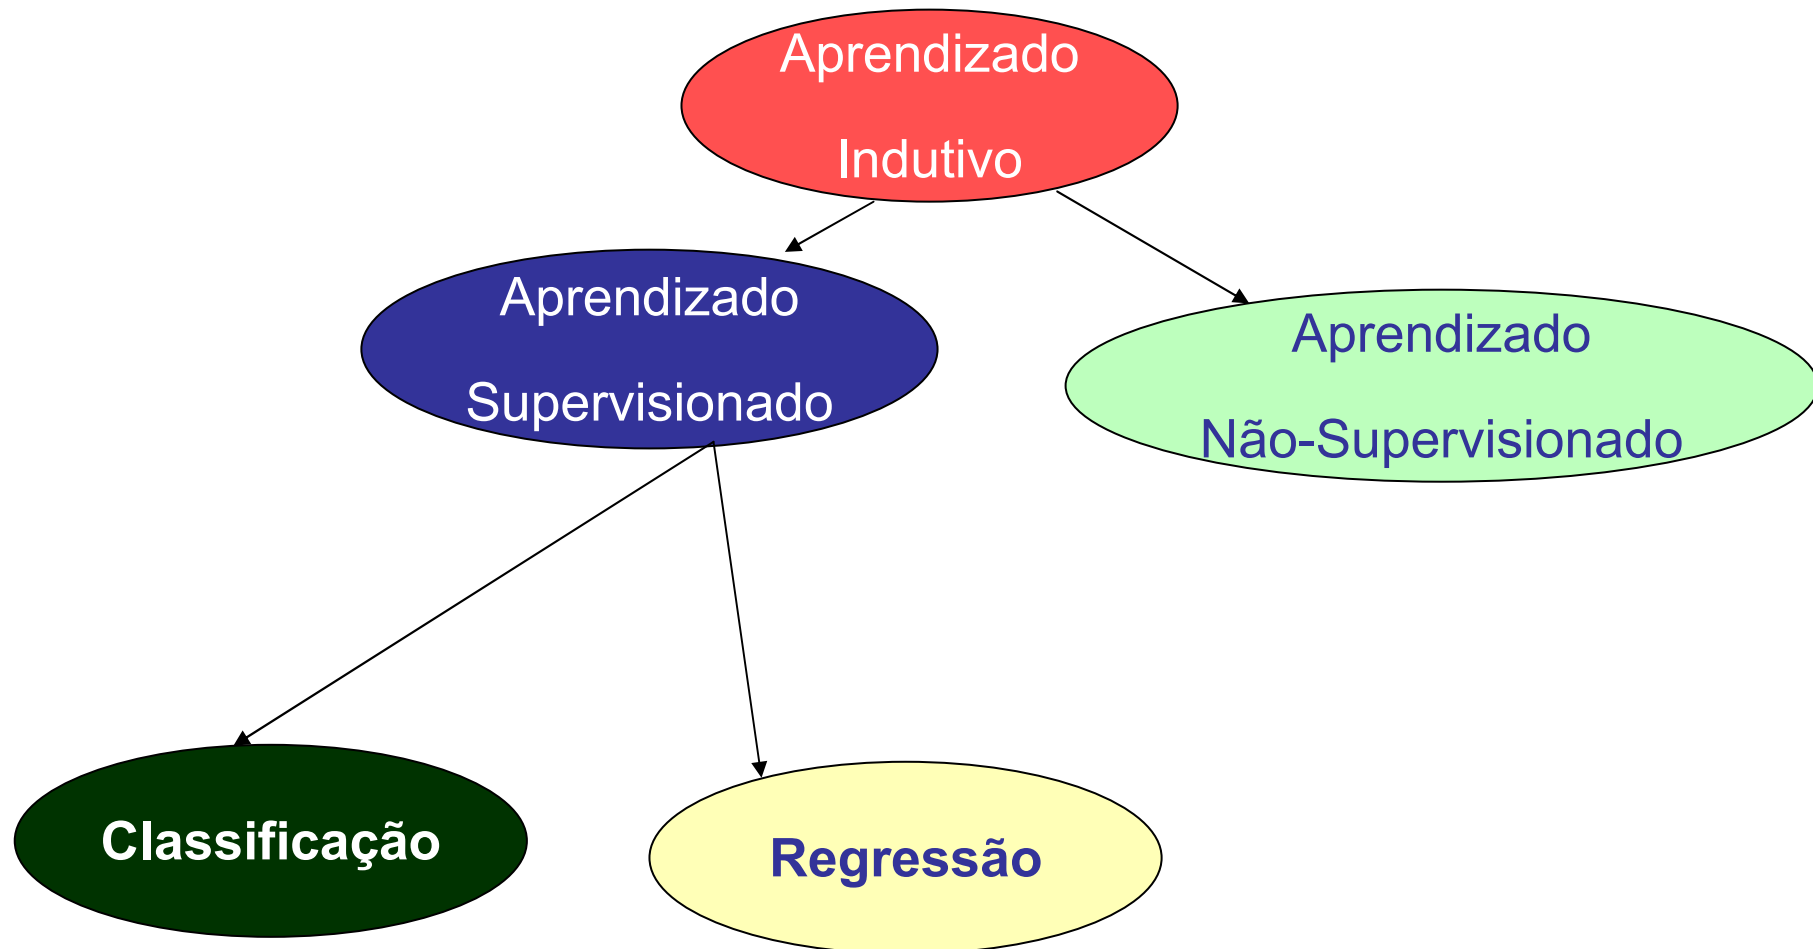 Aprendizado
Indutivo
Aprendizado
Supervisionado
Aprendizado
Não-Supervisionado
Classificação
Regressão